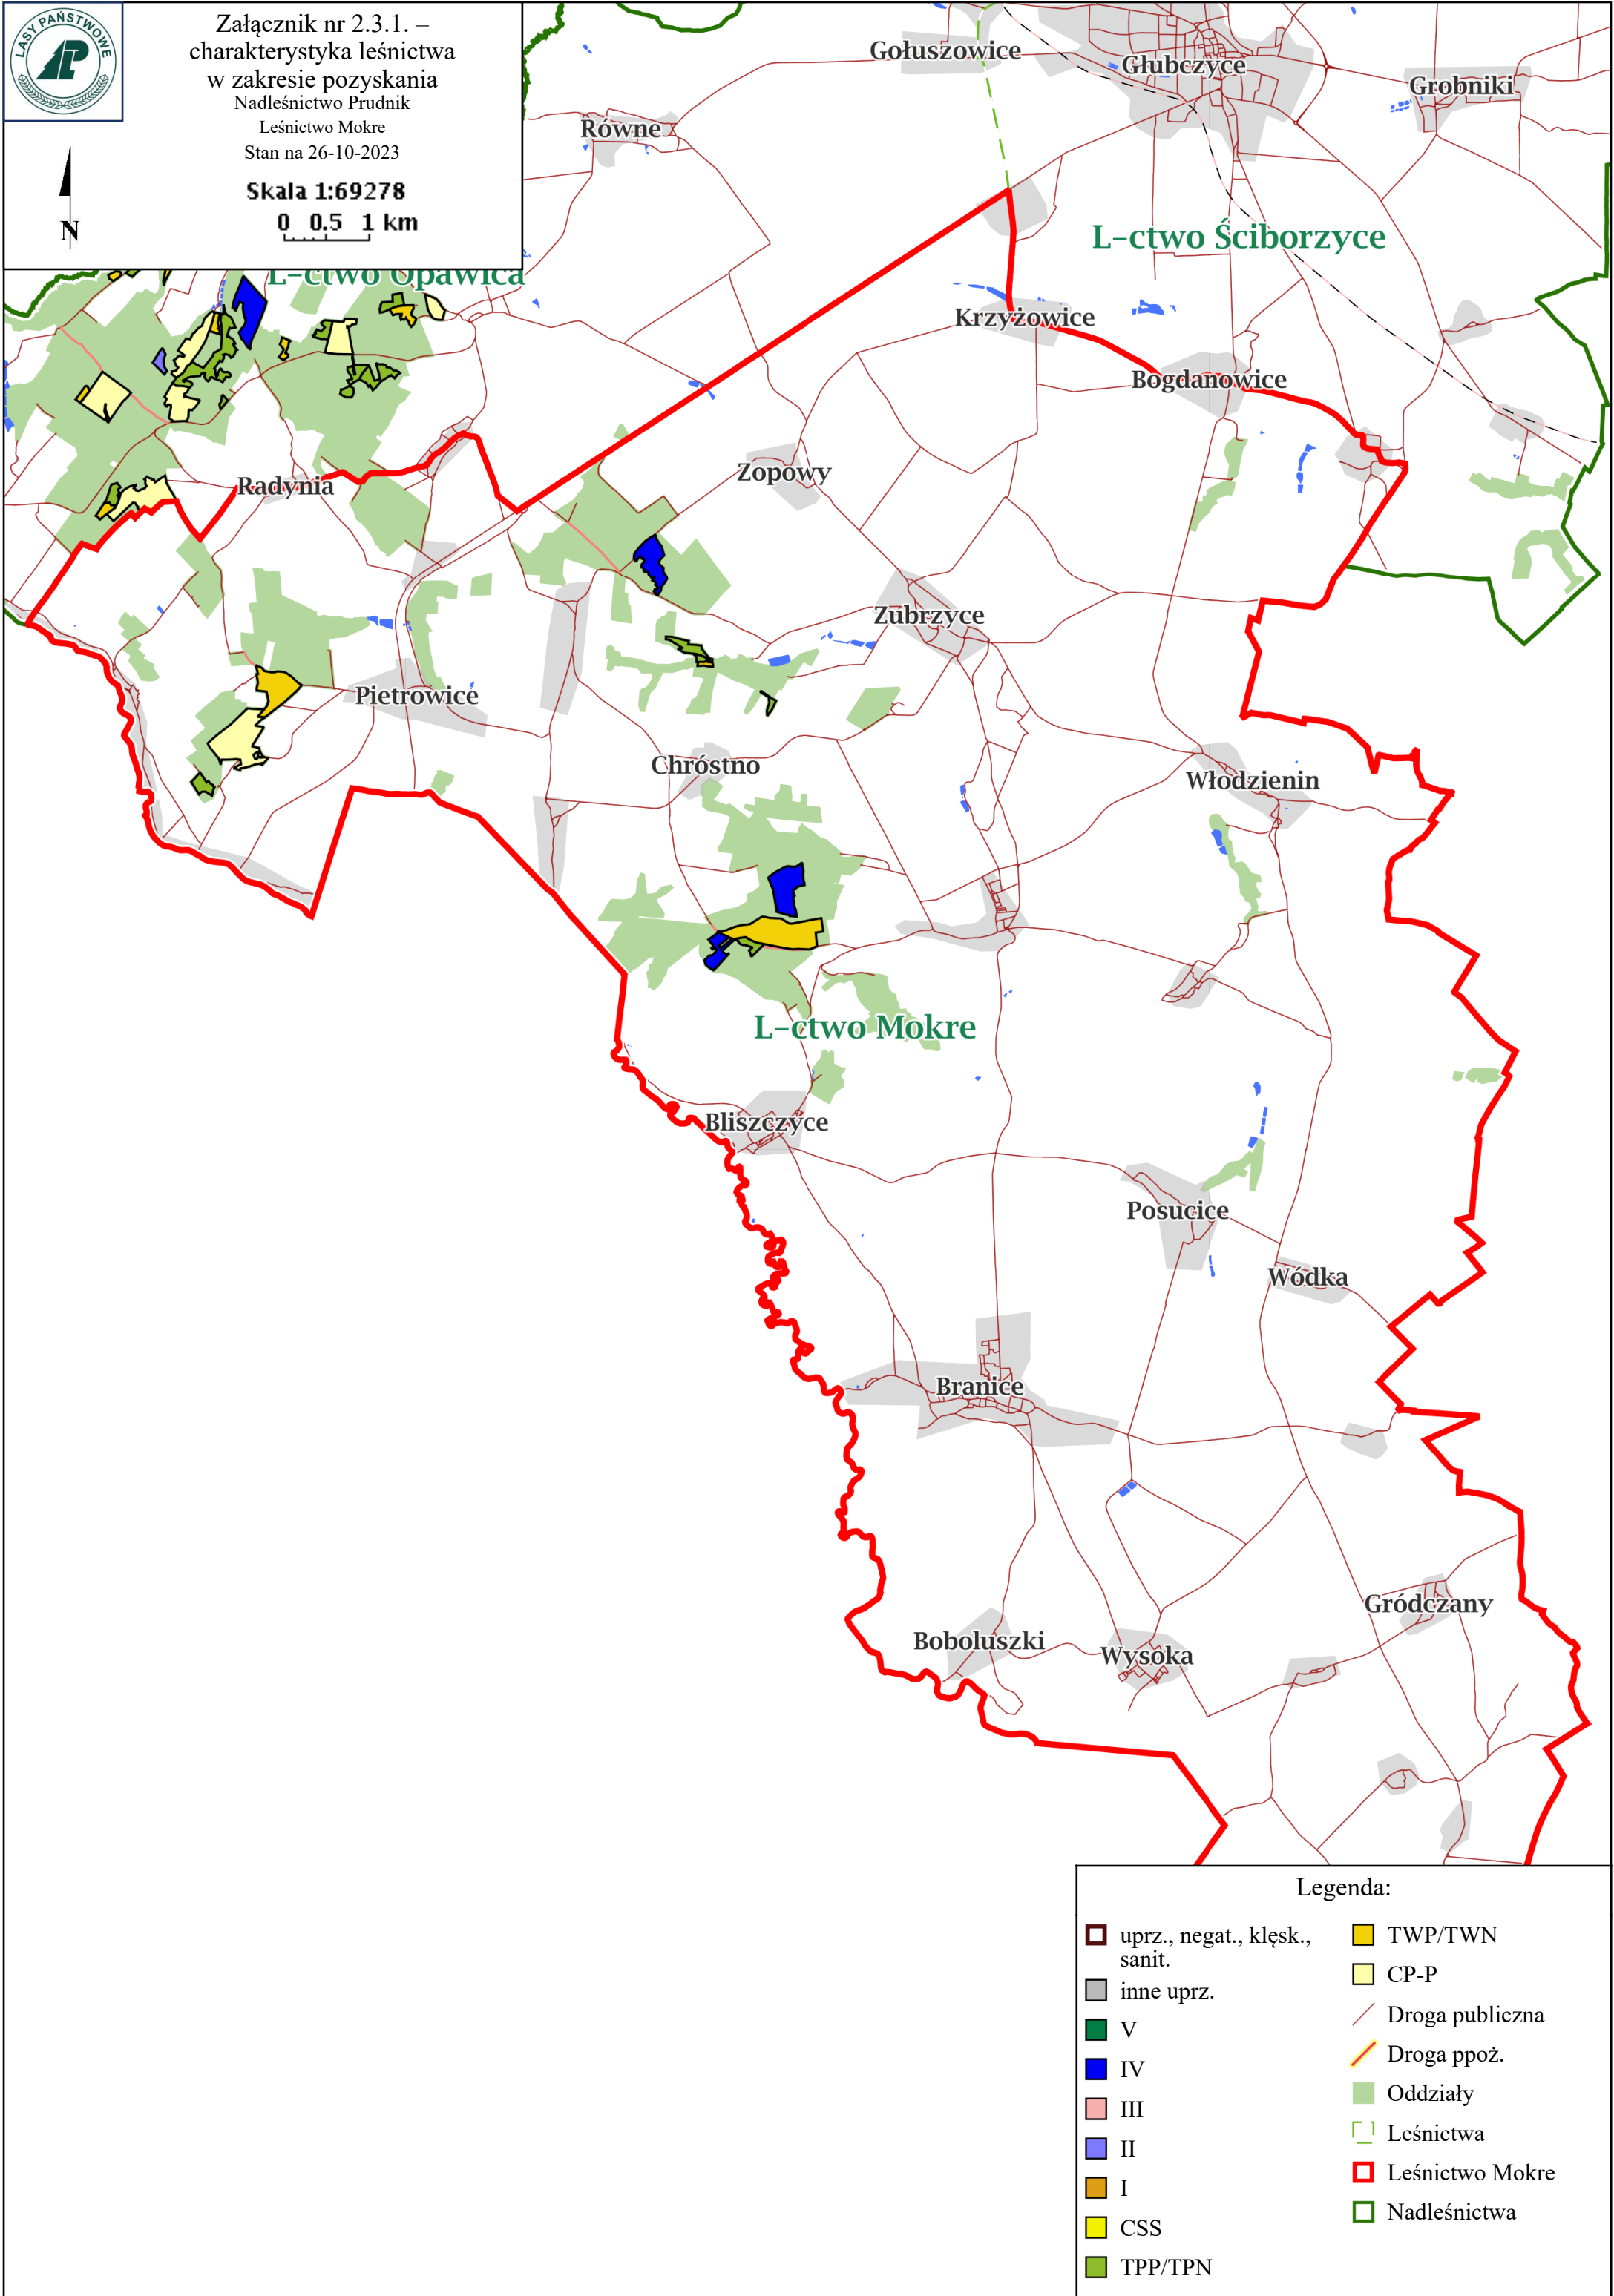 LASY PAŃSTWOWE
Załącznik nr 2.3.1. –
charakterystyka leśnictwa
w zakresie pozyskania
Nadleśnictwo Prudnik
Leśnictwo Mokre
Stan na 26-10-2023
Skala 1:69278
0 0.5 1 km
N
Gołuszowice
Głubczyce
Grobniki
Równe
L-ctwo Ściborzyce
L-ctwo Opawica
Krzyżowice
Bogdanowice
Zopowy
Radynia
Zubrzyce
Pietrowice
Chróstno
Włodzienin
L-ctwo Mokre
Bliszczyce
Posucice
Wódka
Branice
Gródczany
Boboluszki
Wysoka
Legenda:
uprz., negat., klęsk.,
sanit.
inne uprz.
V
IV
III
II
I
CSS
TPP/TPN
TWP/TWN
CP-P
Droga publiczna
Droga ppoż.
Oddziały
Leśnictwa
Leśnictwo Mokre
Nadleśnictwa